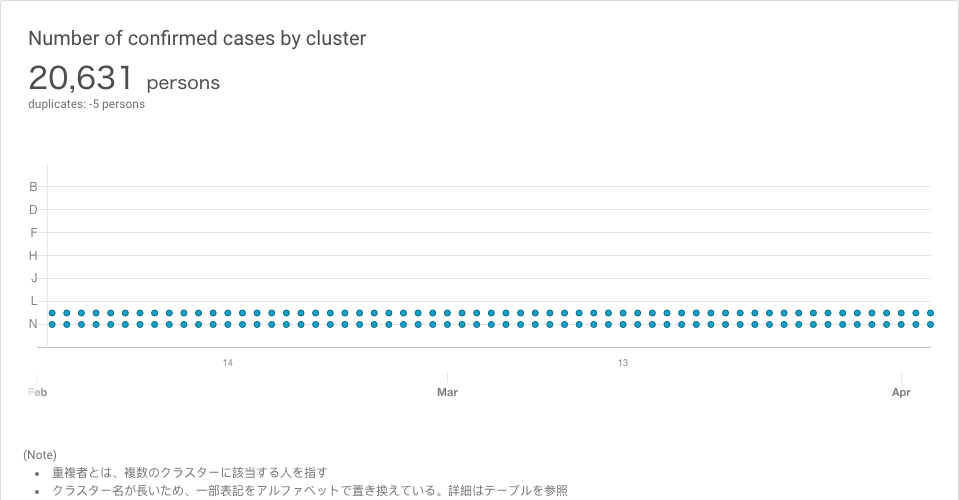 Number of confirmed cases by cluster
20,631 persons
duplicates: -5 persons
B
D
F
H
J
L
N
14 13
Feb Mar Apr
(Note)
• 重複者とは、複数のクラスターに該当する人を指す
• クラスター名が長いため、一部表記をアルファベットで置き換えている。詳細はテーブルを参照